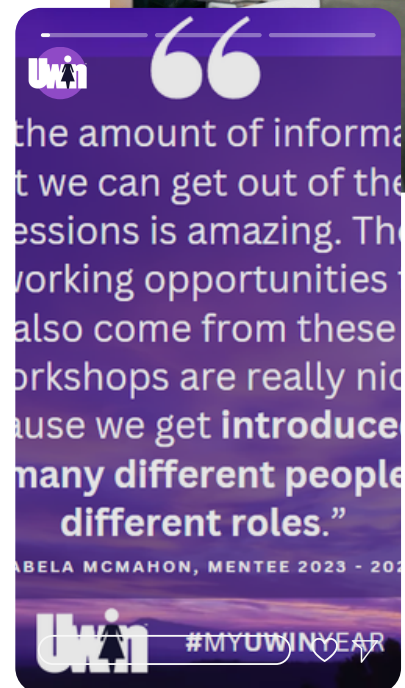 Uwin
the amount of informa
t we can get out of the
essions is amazing. The
working opportunities
also come from these
orkshops are really nic
ause we get introduced
many different people
different roles.”
ABELA MCMAHON, MENTEE 2023 - 202
Uwin #MYUWINYEAR